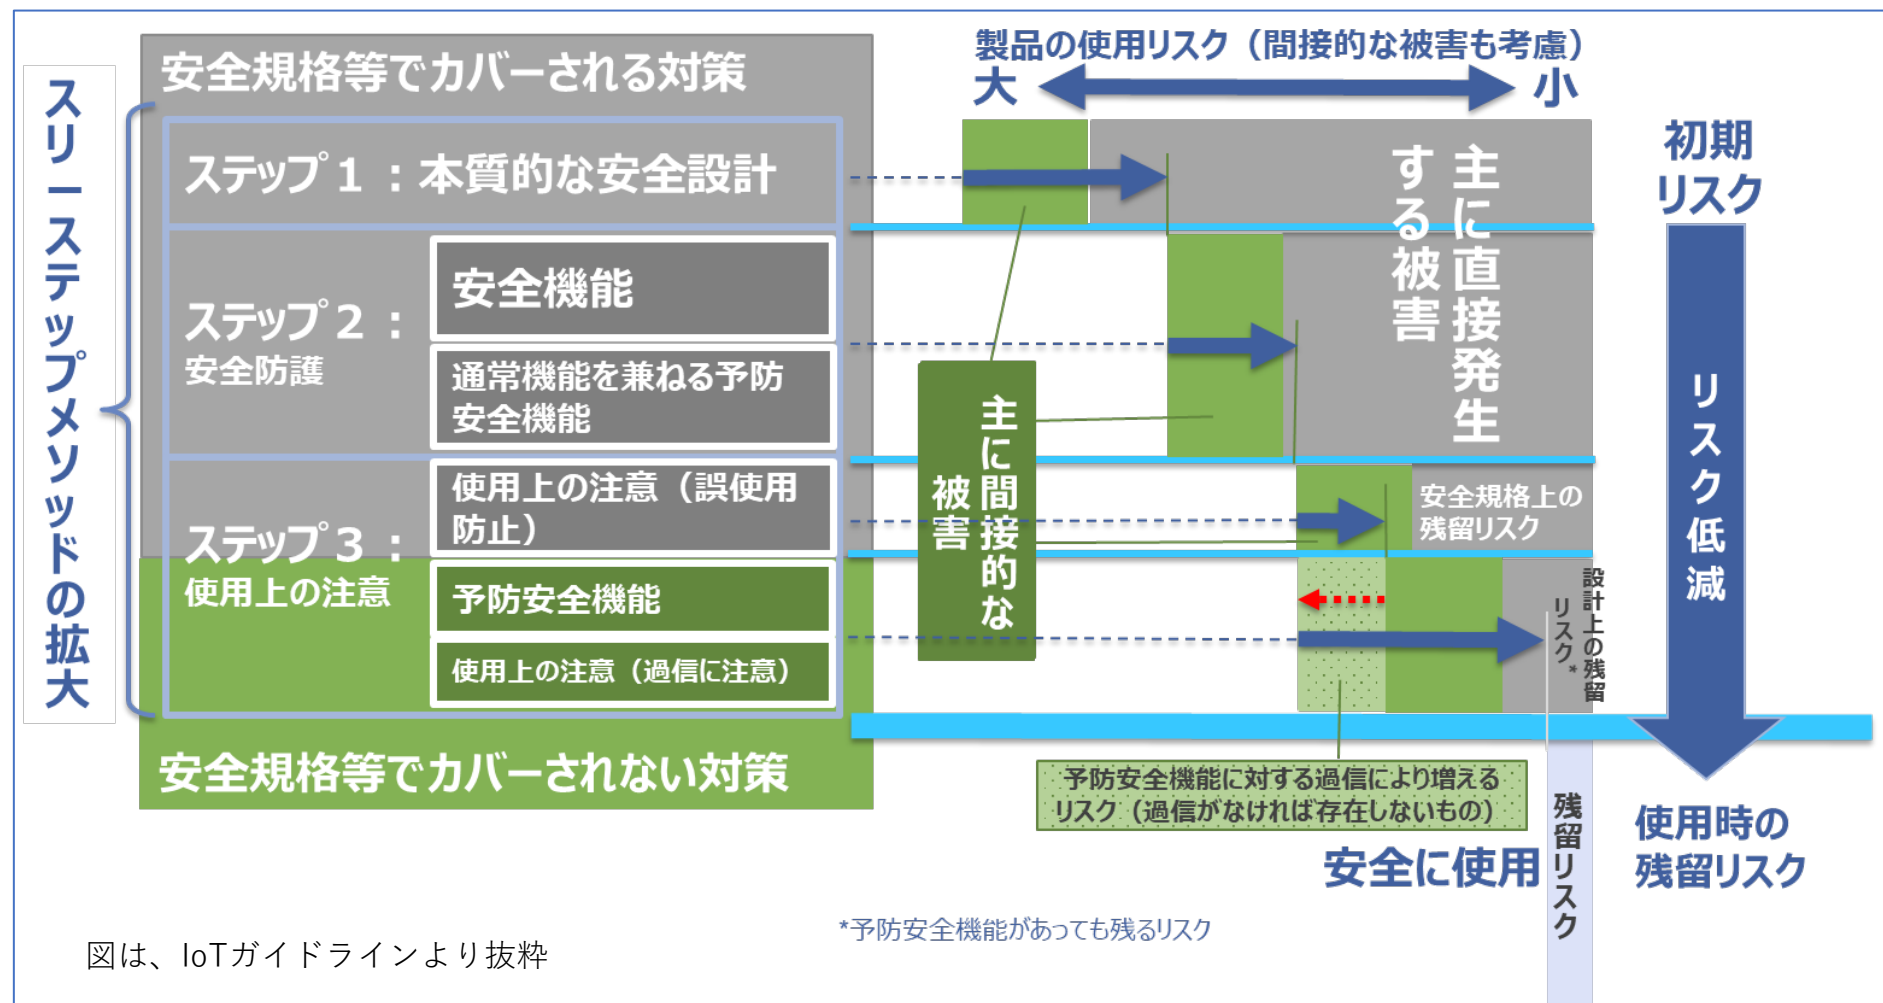 スリーステップメソッドの拡大
安全規格等でカバーされる対策
ステップ1：本質的な安全設計
ステップ2：
安全防護
安全機能
通常機能を兼ねる予防
安全機能
ステップ3：
使用上の注意
使用上の注意（誤使用
防止）
予防安全機能
使用上の注意（過信に注意）
安全規格等でカバーされない対策
製品の使用リスク（間接的な被害も考慮）
大
小
主に直接発生
する被害
主に間接的な
被害
安全規格上の
残留リスク
設計上の残留
リスク*
予防安全機能に対する過信により増える
リスク（過信がなければ存在しないもの）
安全に使用
残留リスク
初期
リスク
リスク低減
使用時の
残留リスク
*予防安全機能があっても残るリスク
図は、IoTガイドラインより抜粋